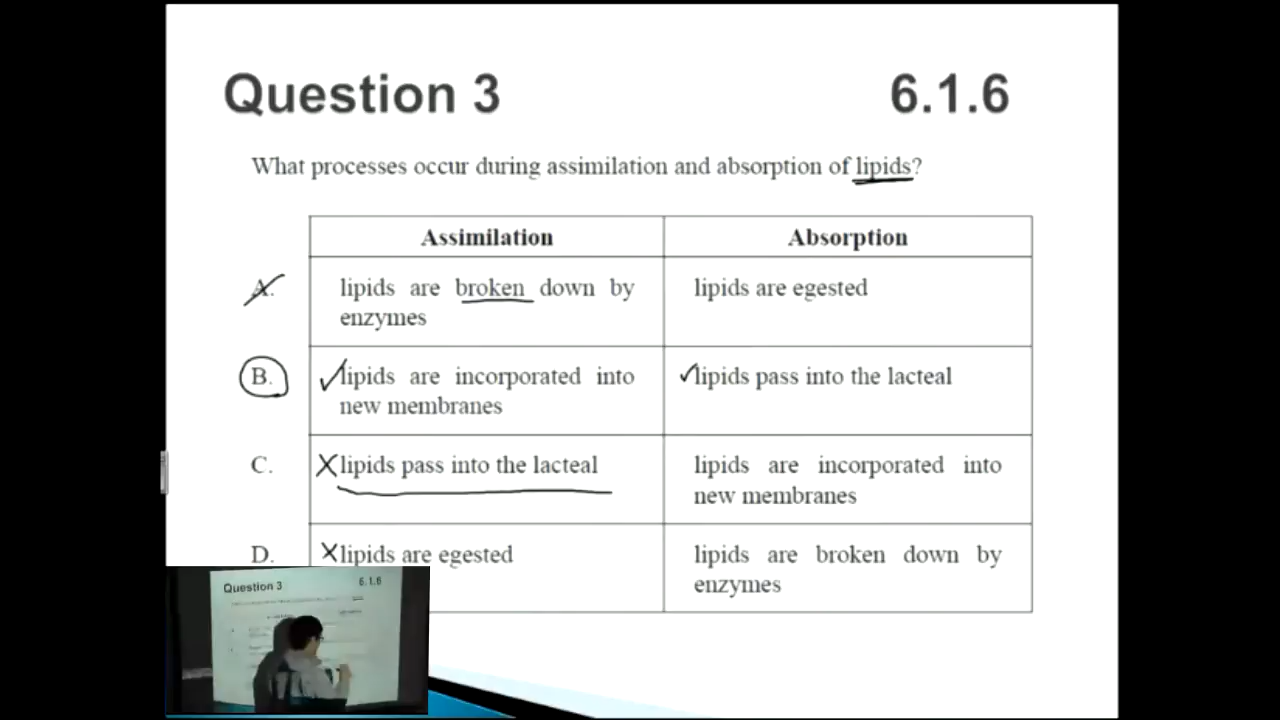 Question 3
6.1.6
What processes occur during assimilation and absorption of lipids?
Assimilation
Absorption
A.
lipids are broken down by
enzymes
lipids are egested
B.
lipids are incorporated into
new membranes
lipids pass into the lacteal
C.
lipids pass into the lacteal
lipids are incorporated into
new membranes
D.
lipids are egested
lipids are broken down by
enzymes
Question 3
6.1.6